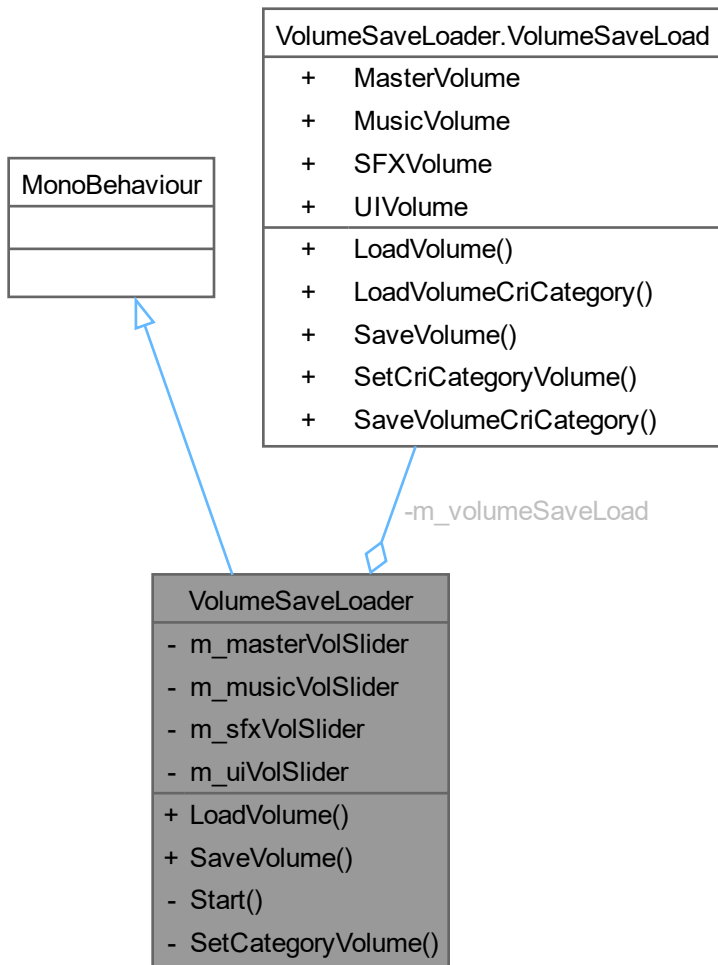 VolumeSaveLoader.VolumeSaveLoad
+ MasterVolume
+ MusicVolume
+ SFXVolume
+ UIVolume
+ LoadVolume()
+ LoadVolumeCriCategory()
+ SaveVolume()
+ SetCriCategoryVolume()
+ SaveVolumeCriCategory()
MonoBehaviour
-m_volumeSaveLoad
VolumeSaveLoader
- m_masterVolSlider
- m_musicVolSlider
- m_sfxVolSlider
- m_uiVolSlider
+ LoadVolume()
+ SaveVolume()
- Start()
- SetCategoryVolume()